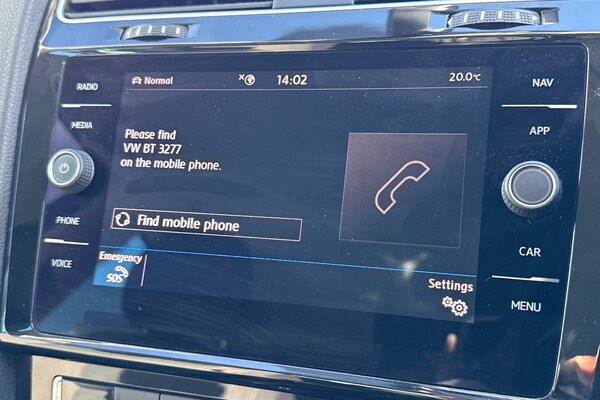 Normal
14:02
20.0°C
RADIO
MEDIA
PHONE
VOICE
Please find
VW BT 3277
on the mobile phone.
Find mobile phone
Emergency
SOS
Settings
NAV
APP
CAR
MENU